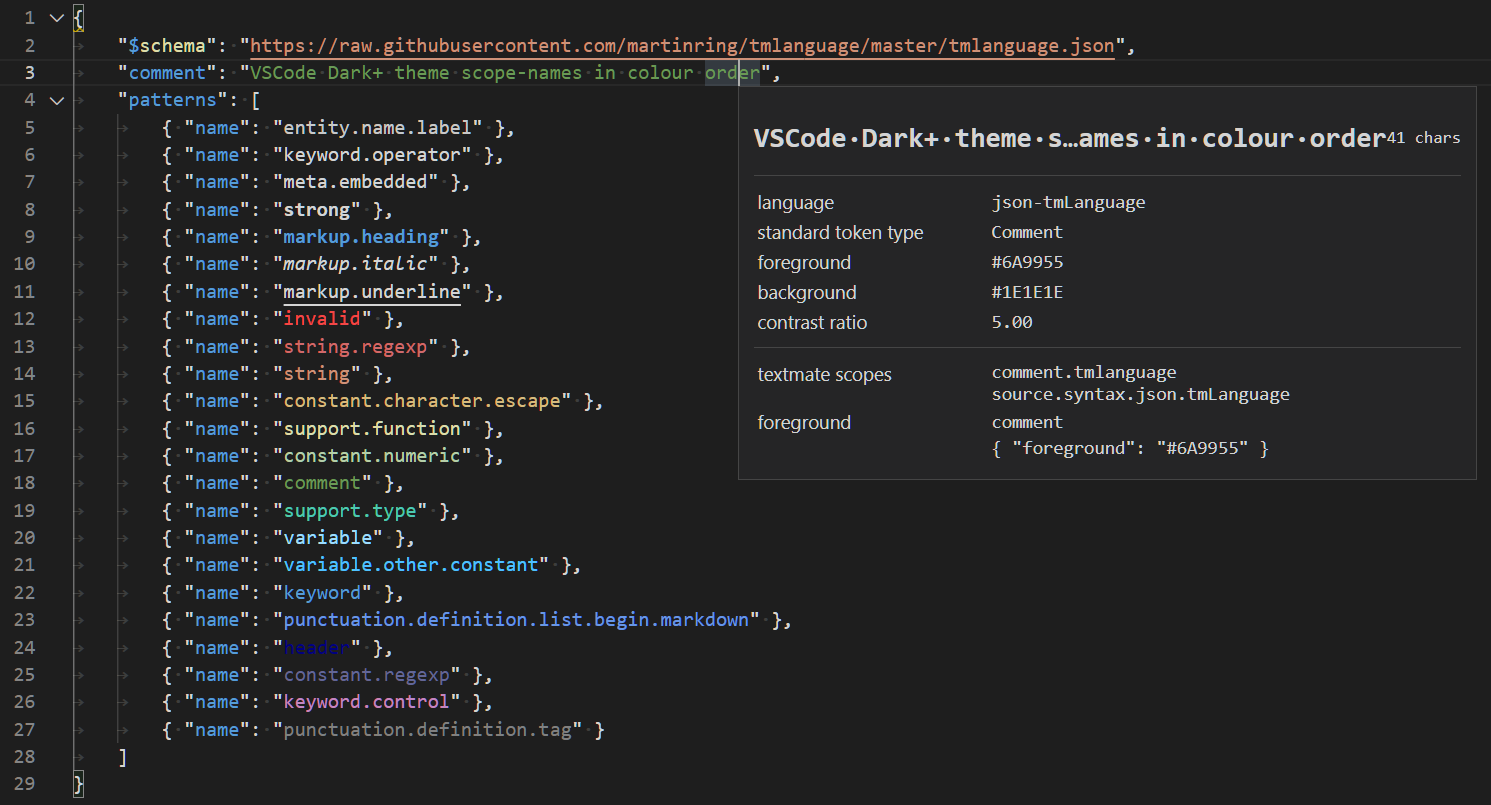 1 {
2 "$schema": "https://raw.githubusercontent.com/martinring/tmlanguage/master/tmlanguage.json",
3 "comment": "VSCode Dark+ theme scope-names in colour order",
4 "patterns": [
5 { "name": "entity.name.label" },
6 { "name": "keyword.operator" },
7 { "name": "meta.embedded" },
8 { "name": "strong" },
9 { "name": "markup.heading" },
10 { "name": "markup.italic" },
11 { "name": "markup.underline" },
12 { "name": "invalid" },
13 { "name": "string.regexp" },
14 { "name": "string" },
15 { "name": "constant.character.escape" },
16 { "name": "support.function" },
17 { "name": "constant.numeric" },
18 { "name": "comment" },
19 { "name": "support.type" },
20 { "name": "variable" },
21 { "name": "variable.other.constant" },
22 { "name": "keyword" },
23 { "name": "punctuation.definition.list.begin.markdown" },
24 { "name": "header" },
25 { "name": "constant.regexp" },
26 { "name": "keyword.control" },
27 { "name": "punctuation.definition.tag" }
28 ]
29 }
VSCode·Dark+·theme·s…ames·in·colour·order 41 chars
language json-tmLanguage
standard token type Comment
foreground #6A9955
background #1E1E1E
contrast ratio 5.00
textmate scopes comment.tmlanguage
source.syntax.json.tmLanguage
foreground comment
{ "foreground": "#6A9955" }